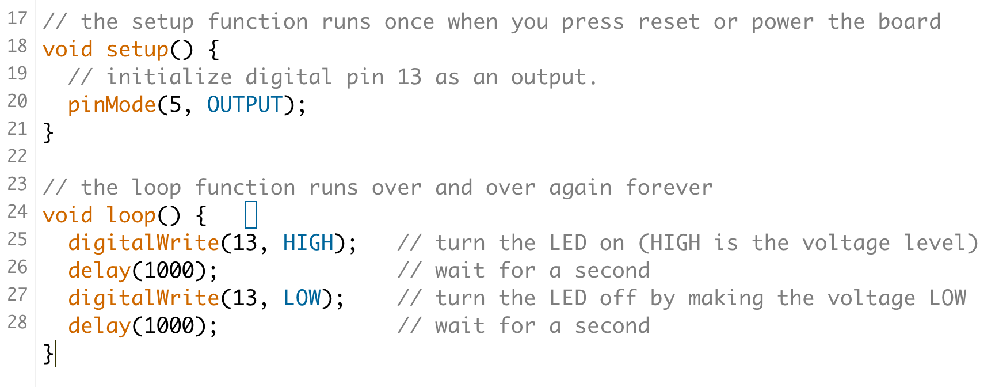 17 // the setup function runs once when you press reset or power the board
18 void setup() {
19   // initialize digital pin 13 as an output.
20   pinMode(5, OUTPUT);
21 }
22
23 // the loop function runs over and over again forever
24 void loop() {
25   digitalWrite(13, HIGH);   // turn the LED on (HIGH is the voltage level)
26   delay(1000);              // wait for a second
27   digitalWrite(13, LOW);    // turn the LED off by making the voltage LOW
28   delay(1000);              // wait for a second
}